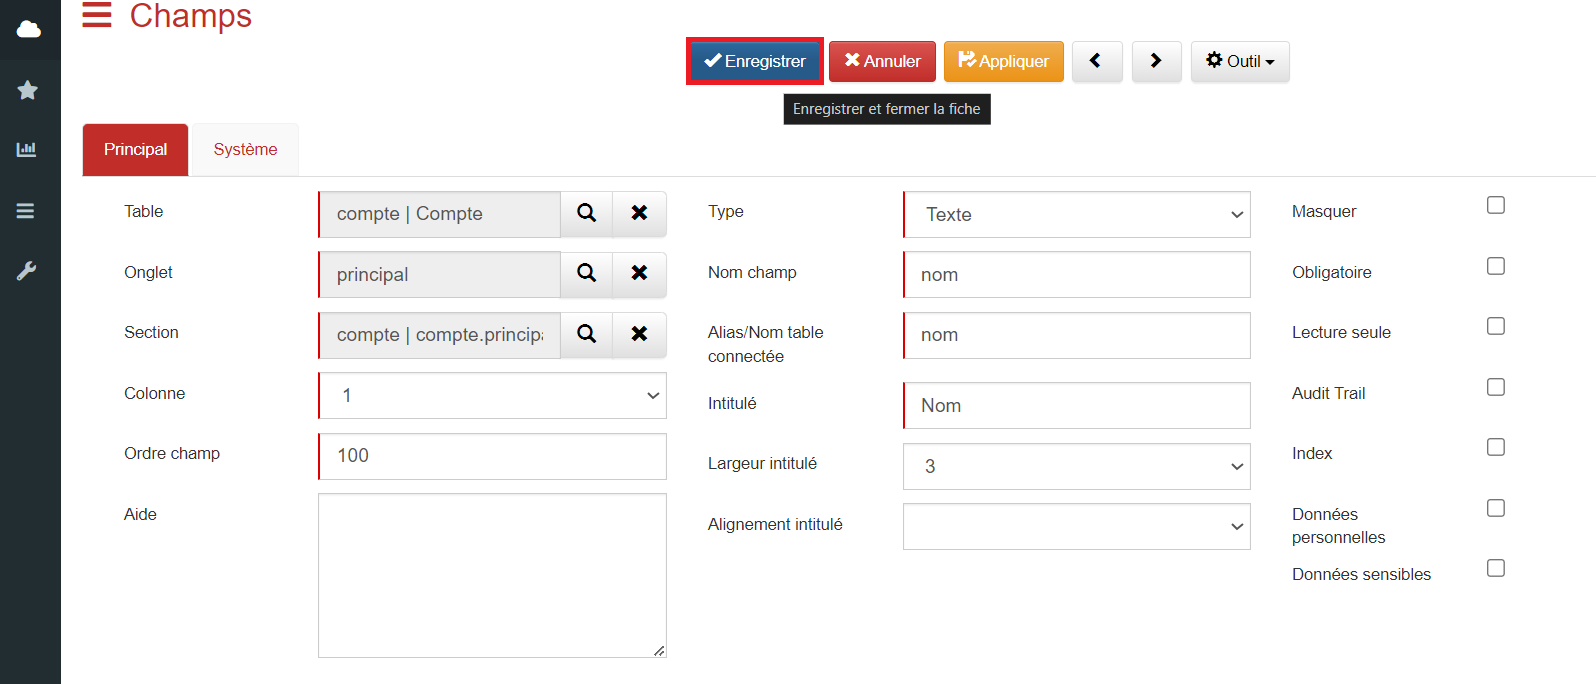 Champs
Enregistrer
Annuler
Appliquer
Outil
Enregistrer et fermer la fiche
Principal
Système
Table
compte | Compte
Onglet
principal
Section
compte | compte.princip
Colonne
1
Ordre champ
100
Aide
Type
Texte
Nom champ
nom
Alias/Nom table
connectée
nom
Intitulé
Nom
Largeur intitulé
3
Alignement intitulé
Masquer
Obligatoire
Lecture seule
Audit Trail
Index
Données
personnelles
Données sensibles